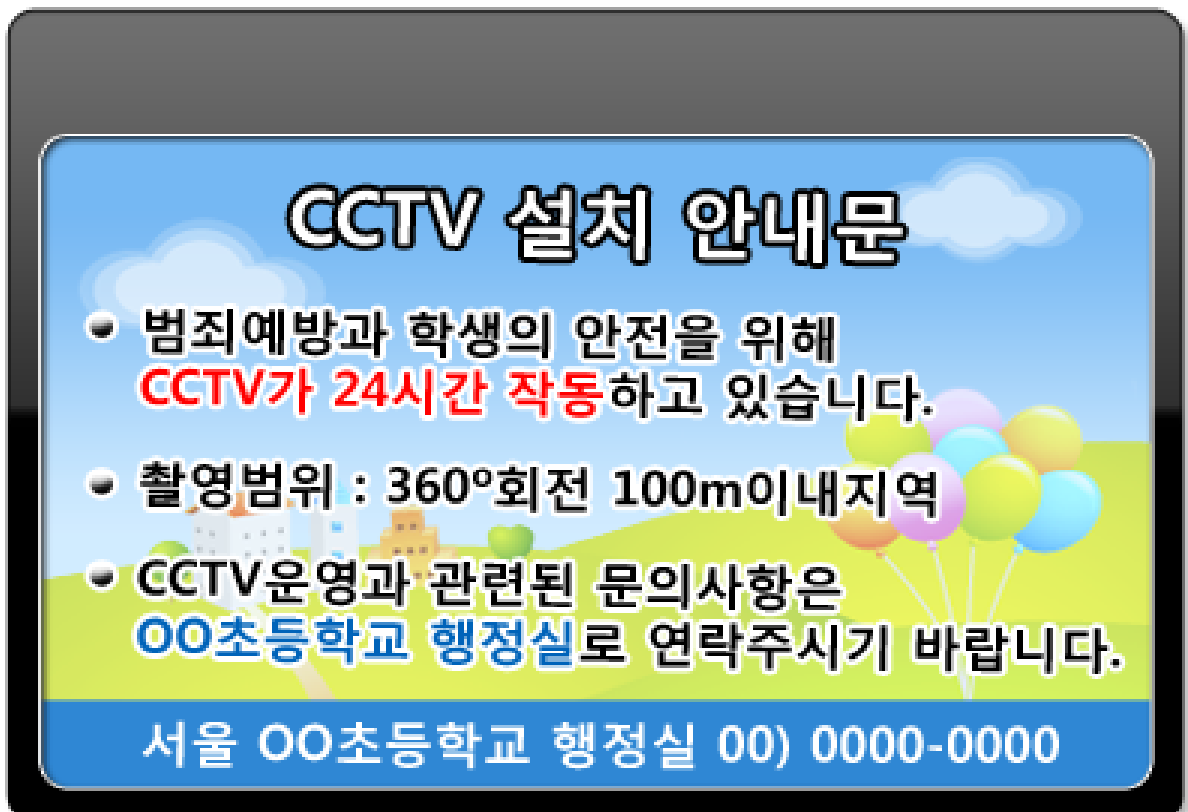 CCTV 설치 안내문
범죄예방과 학생의 안전을 위해
CCTV가 24시간 작동하고 있습니다.
촬영범위 : 360º회전 100m이내지역
CCTV운영과 관련된 문의사항은
OO초등학교 행정실로 연락주시기 바랍니다.
서울 OO초등학교 행정실 00) 0000-0000